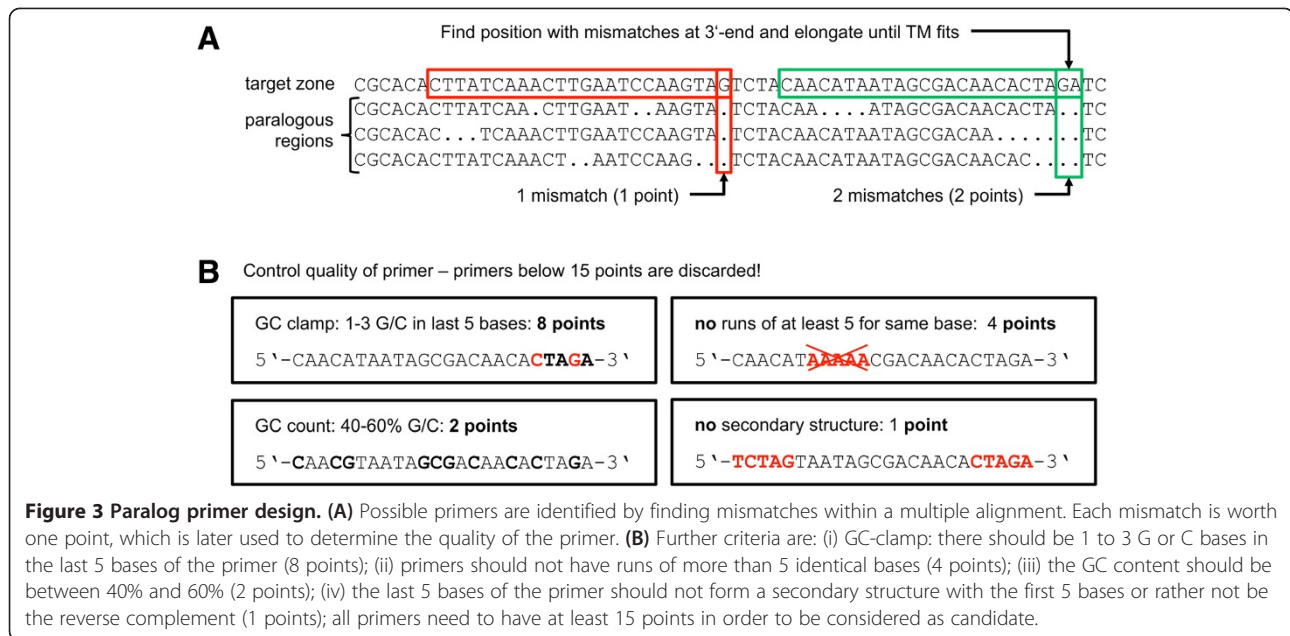 A
Find position with mismatches at 3'-end and elongate until TM fits
target zone CGCACACTTATCAAACTTGAATCCAAGTAGTCTACAACATAATAGCGACAACACTAGATC
paralogous regions
CGCACACTTATCAA.CTTGAAT..AAGTA.TCTACAA....ATAGCGACAACACTA..TC
CGCACAC...TCAAACTTGAATCCAAGTA.TCTACAACATAATAGCGACAA.......TC
CGCACACTTATCAAACT..AATCCAAG...TCTACAACATAATAGCGACAACAC....TC
1 mismatch (1 point)
2 mismatches (2 points)
B
Control quality of primer – primers below 15 points are discarded!
GC clamp: 1-3 G/C in last 5 bases: 8 points
5‘-CAACATAATAGCGACAACACTAGA-3‘
no runs of at least 5 for same base: 4 points
5‘-CAACATAAAAACGACAACACTAGA-3‘
GC count: 40-60% G/C: 2 points
5‘-CAACGTAATAGCGACAACACTAGA-3‘
no secondary structure: 1 point
5‘-TCTAGTAATAGCGACAACACTAGA-3‘
Figure 3 Paralog primer design. (A) Possible primers are identified by finding mismatches within a multiple alignment. Each mismatch is worth
one point, which is later used to determine the quality of the primer. (B) Further criteria are: (i) GC-clamp: there should be 1 to 3 G or C bases in
the last 5 bases of the primer (8 points); (ii) primers should not have runs of more than 5 identical bases (4 points); (iii) the GC content should be
between 40% and 60% (2 points); (iv) the last 5 bases of the primer should not form a secondary structure with the first 5 bases or rather not be
the reverse complement (1 points); all primers need to have at least 15 points in order to be considered as candidate.